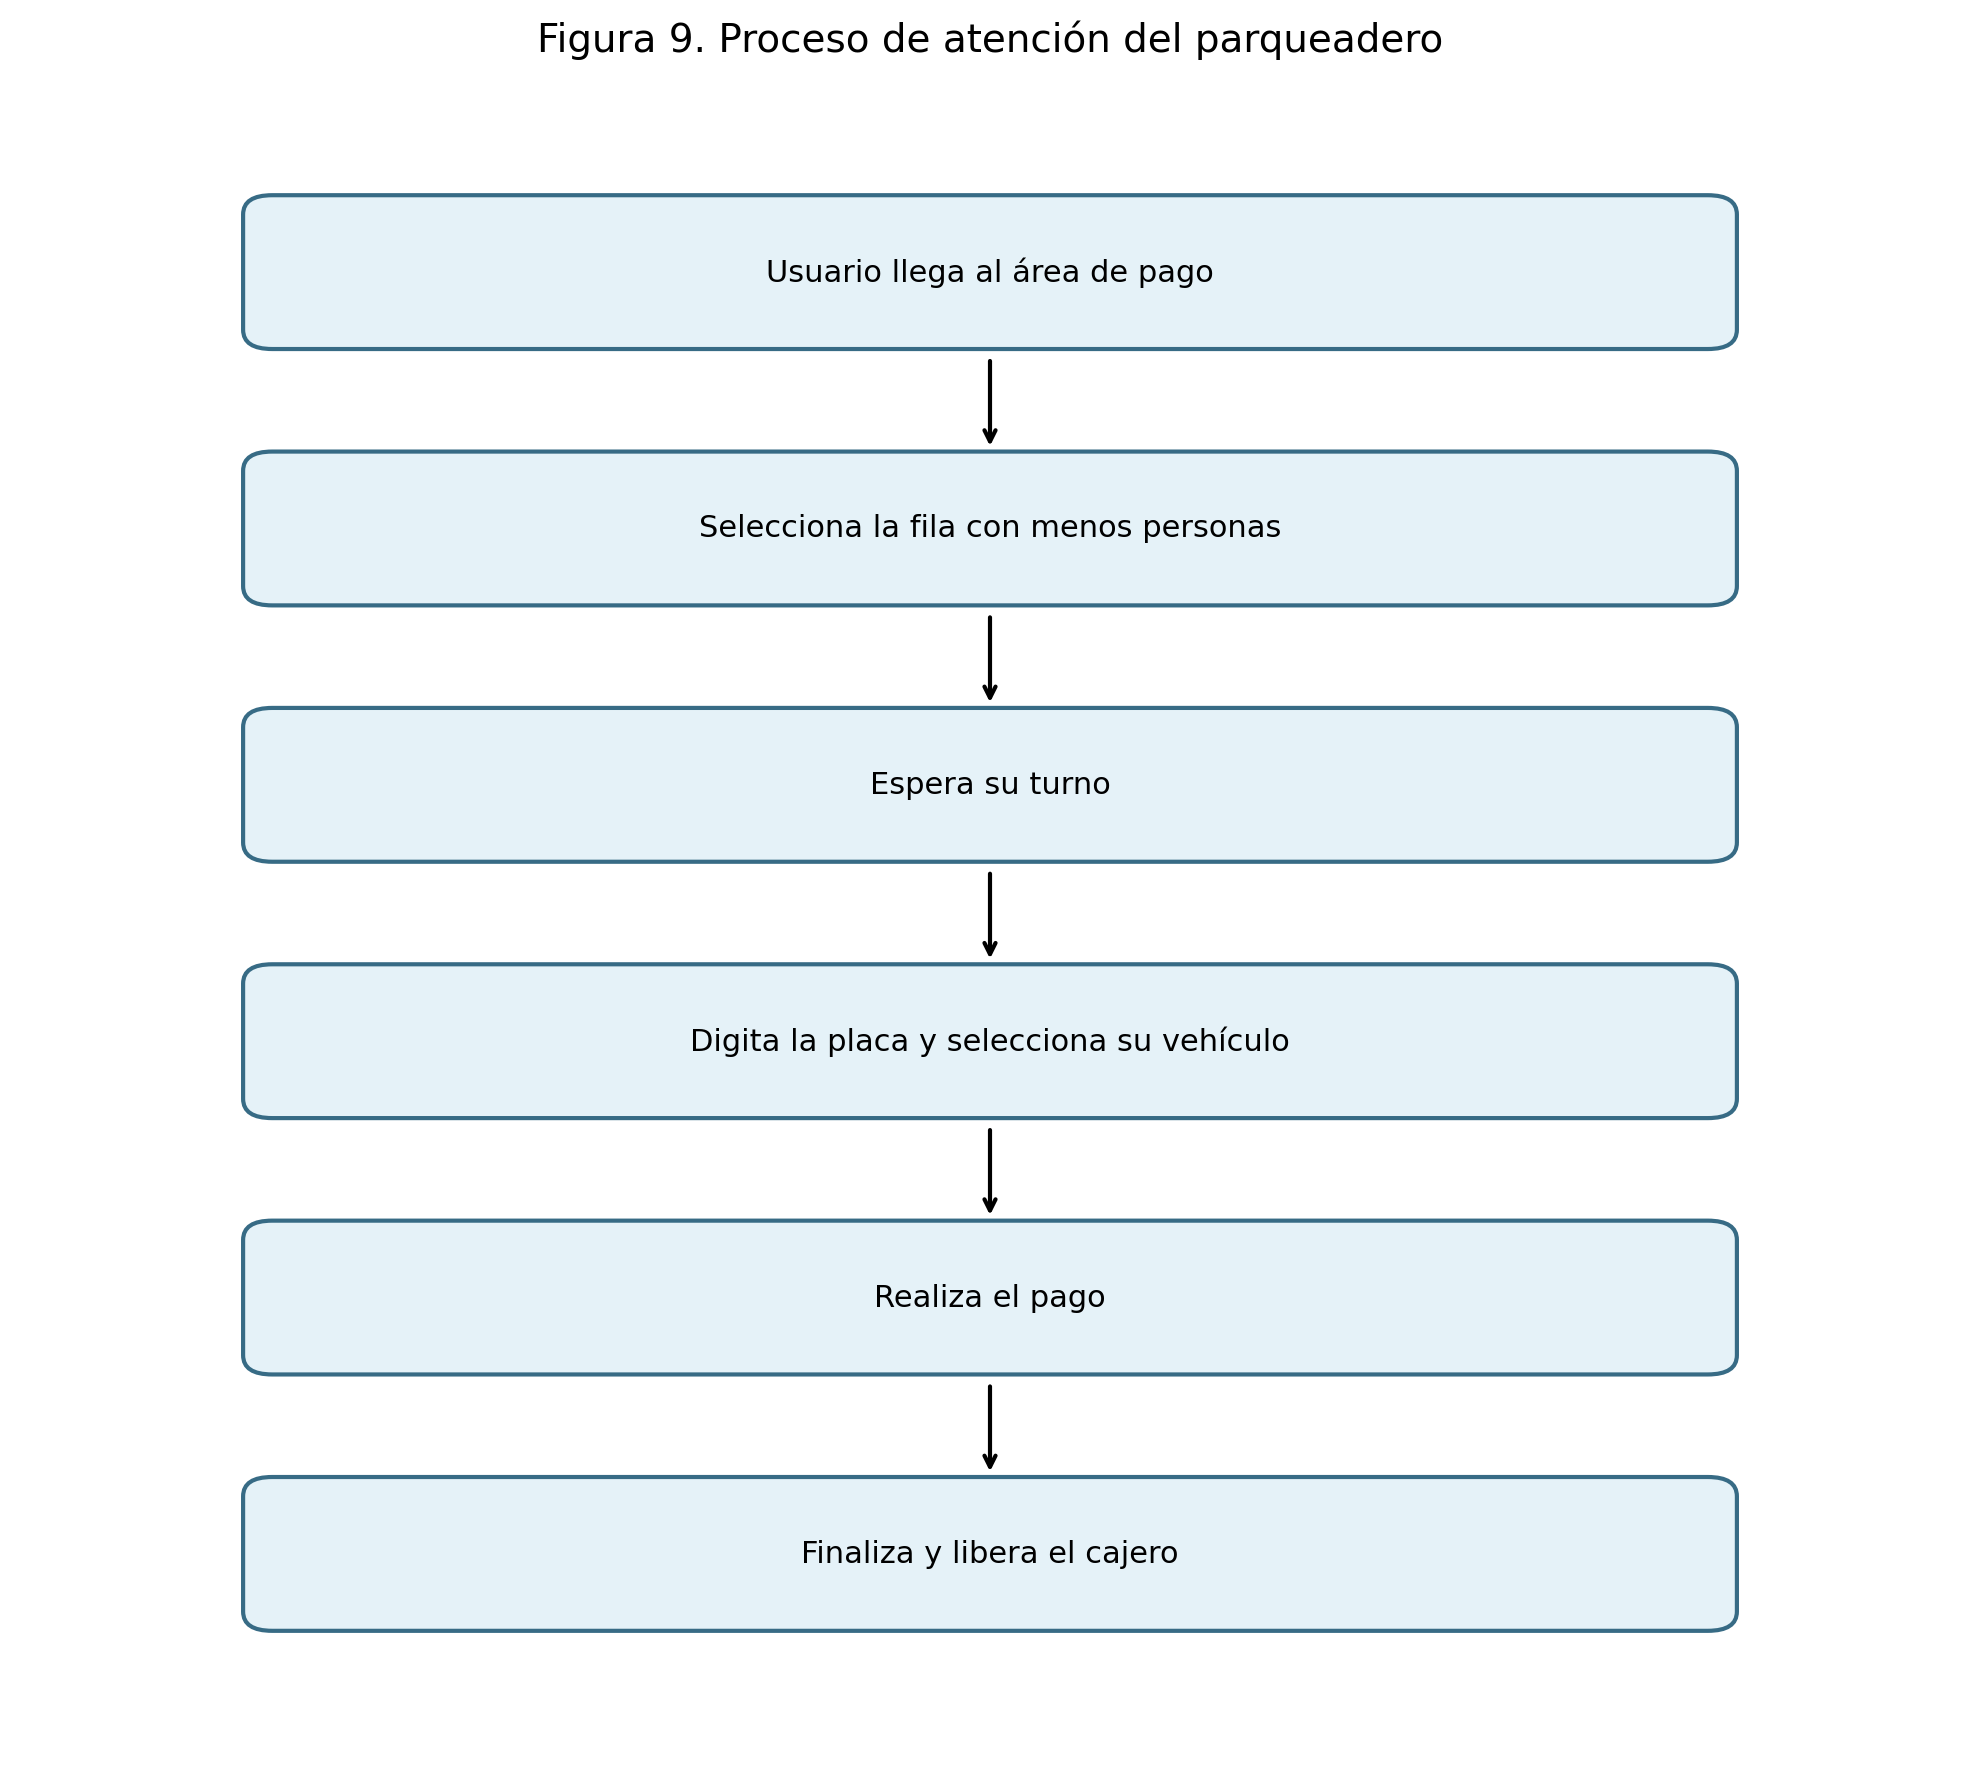 Figura 9. Proceso de atención del parqueadero
Usuario llega al área de pago
Selecciona la fila con menos personas
Espera su turno
Digita la placa y selecciona su vehículo
Realiza el pago
Finaliza y libera el cajero